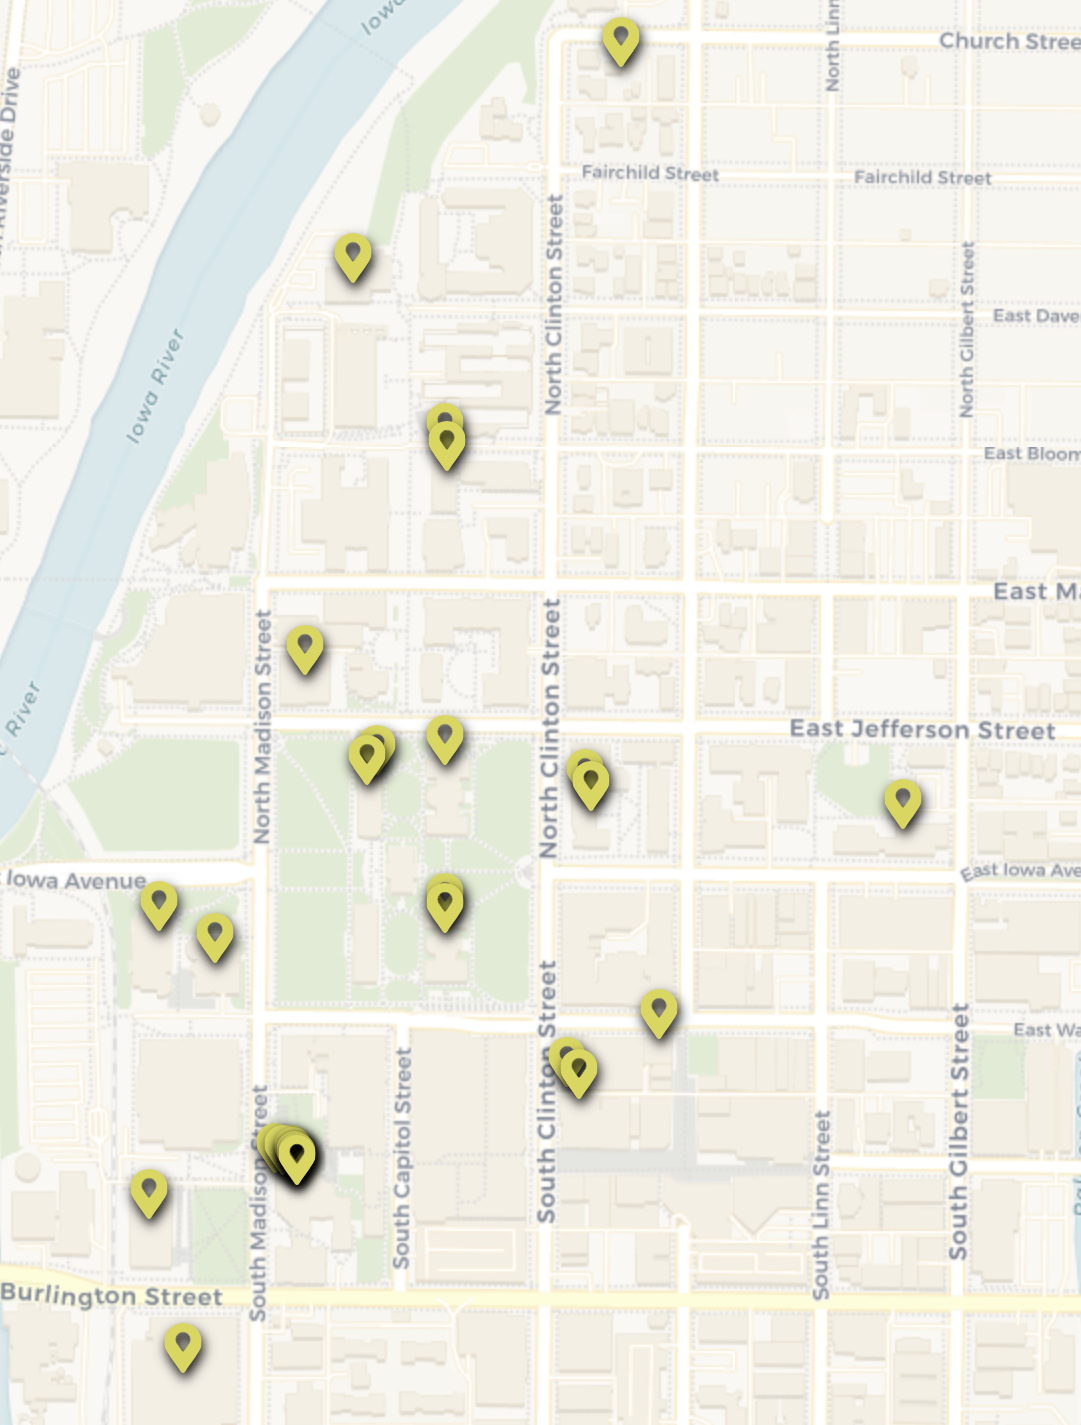 Iowa
North Linn
Church Stree
Riverside Drive
Fairchild Street
Fairchild Street
North Clinton Street
North Gilbert Street
East Dave
Iowa River
East Bloom
East Ma
North Madison Street
North Clinton Street
River
East Jefferson Street
Iowa Avenue
East Iowa Ave
South Clinton Street
East Wa
South Gilbert Street
South Capitol Street
South Madison Street
South Linn Street
Burlington Street